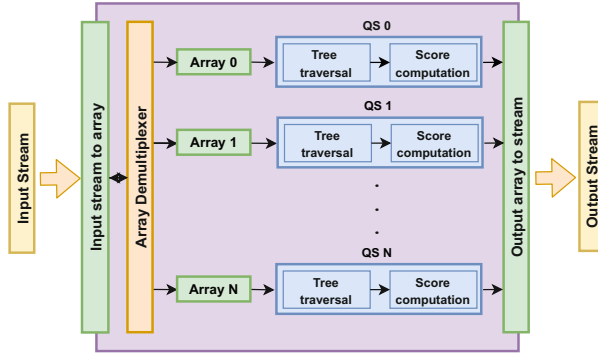 Input Stream
Input stream to array
Array Demultiplexer
QS 0
Array 0
Tree
traversal
Score
computation
QS 1
Array 1
Tree
traversal
Score
computation
.
.
.
QS N
Array N
Tree
traversal
Score
computation
Output array to stream
Output Stream